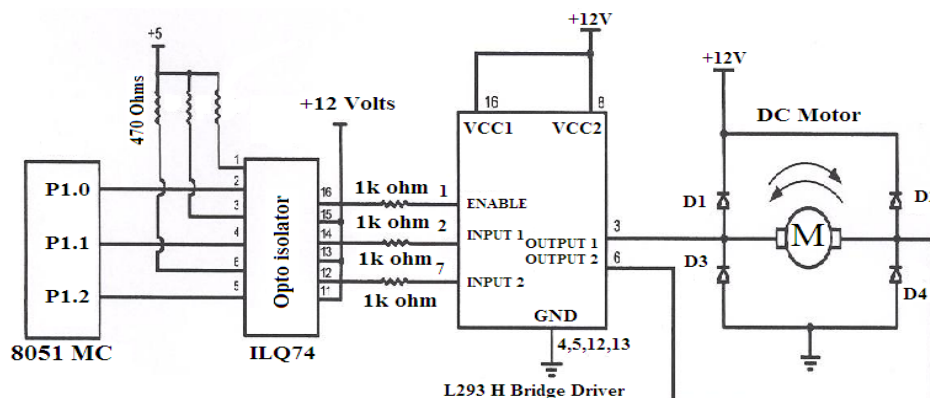 +12V
+5
+12V
470 Ohms
+12 Volts
16
8
VCC1
VCC2
DC Motor
1
P1.0
2
16
1k ohm
1
ENABLE
D1
3
15
1k ohm
2
P1.1
4
14
INPUT 1
OUTPUT 1
3
M
13
1k ohm
7
OUTPUT 2
6
D3
6
12
INPUT 2
D4
P1.2
5
11
1k ohm
Opto isolator
GND
8051 MC
ILQ74
4,5,12,13
L293 H Bridge Driver